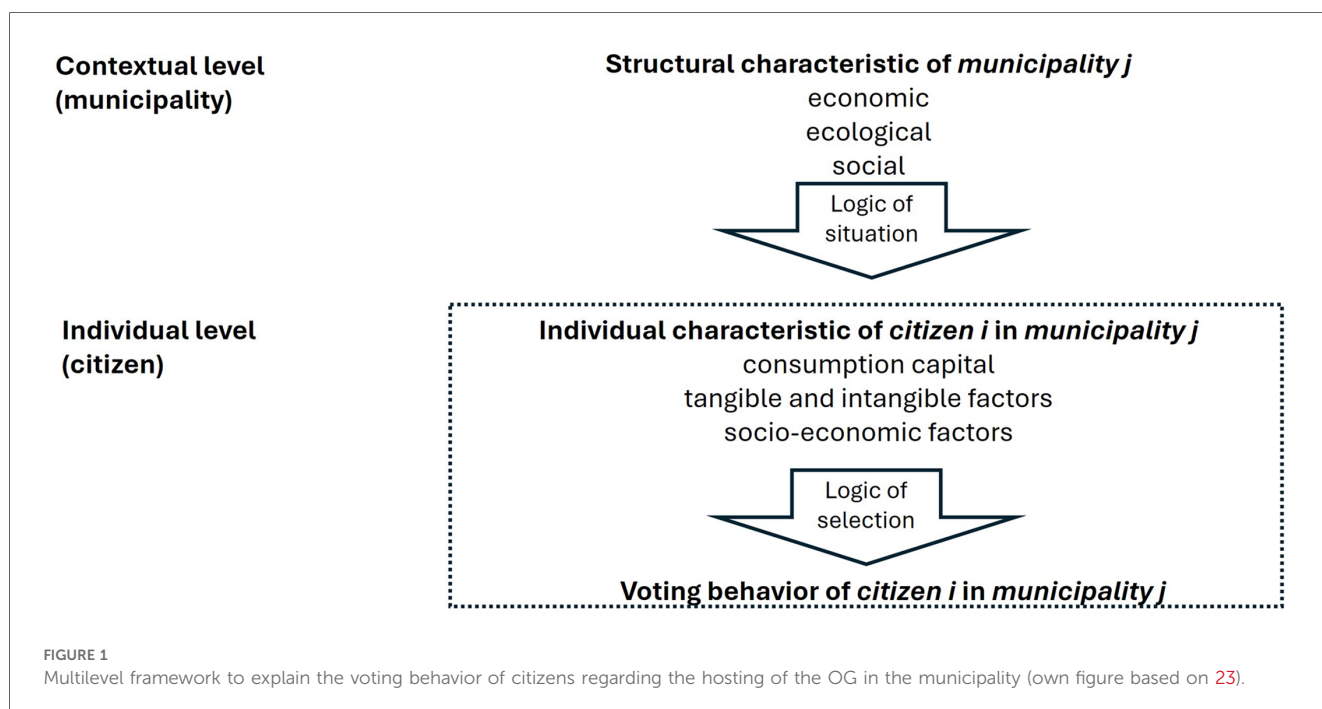 Contextual level
(municipality)
Structural characteristic of municipality j
economic
ecological
social
Logic of
situation
Individual level
(citizen)
Individual characteristic of citizen i in municipality j
consumption capital
tangible and intangible factors
socio-economic factors
Logic of
selection
Voting behavior of citizen i in municipality j
FIGURE 1
Multilevel framework to explain the voting behavior of citizens regarding the hosting of the OG in the municipality (own figure based on 23).